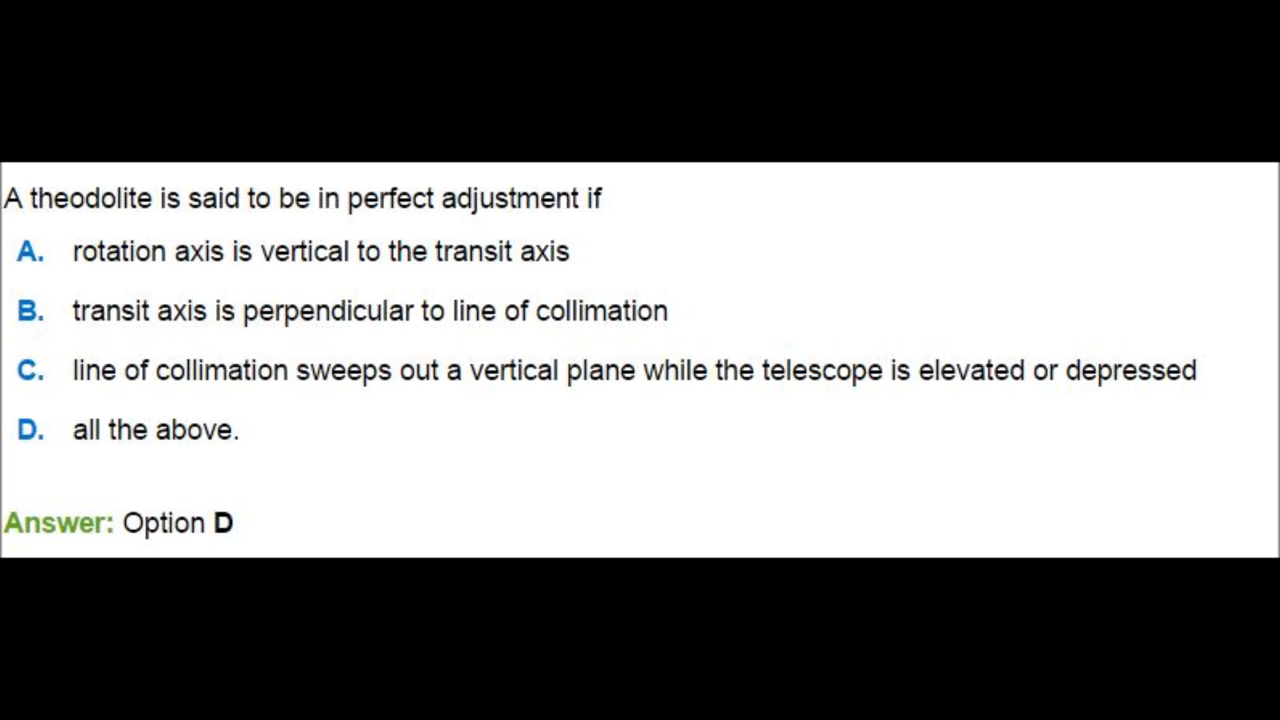 A theodolite is said to be in perfect adjustment if
A. rotation axis is vertical to the transit axis
B. transit axis is perpendicular to line of collimation
C. line of collimation sweeps out a vertical plane while the telescope is elevated or depressed
D. all the above.
Answer: Option D